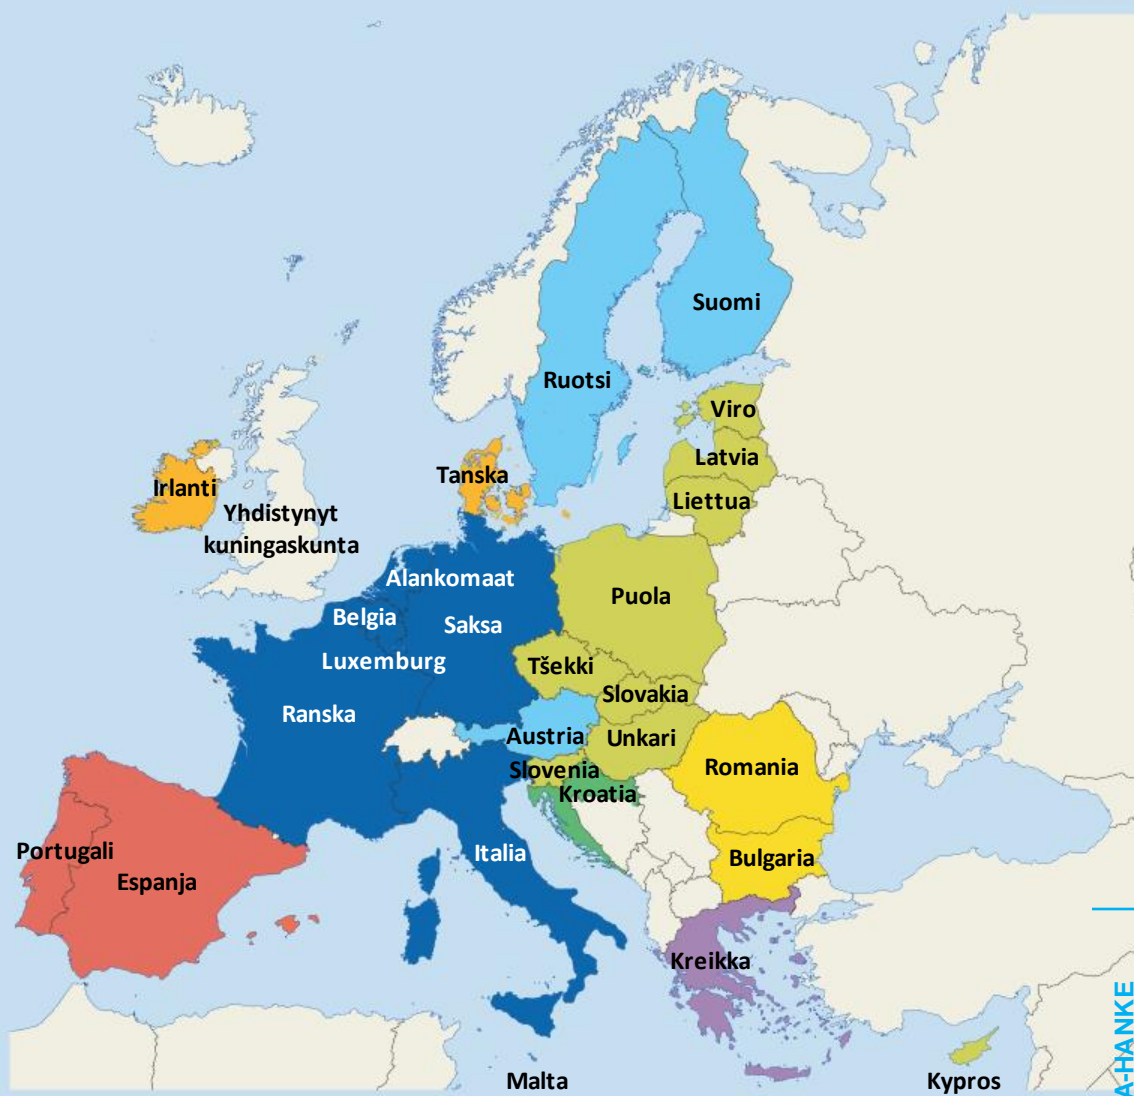 Suomi
Ruotsi
Viro
Latvia
Tanska
Irlanti
Liettua
Yhdistynyt
kuningaskunta
Alankomaat
Puola
Belgia
Saksa
Luxemburg
Tšekki
Slovakia
Ranska
Austria
Unkari
Slovenia
Romania
Kroatia
Portugali
Italia
Bulgaria
Espanja
Kreikka
Malta
Kypros
A-HANKE